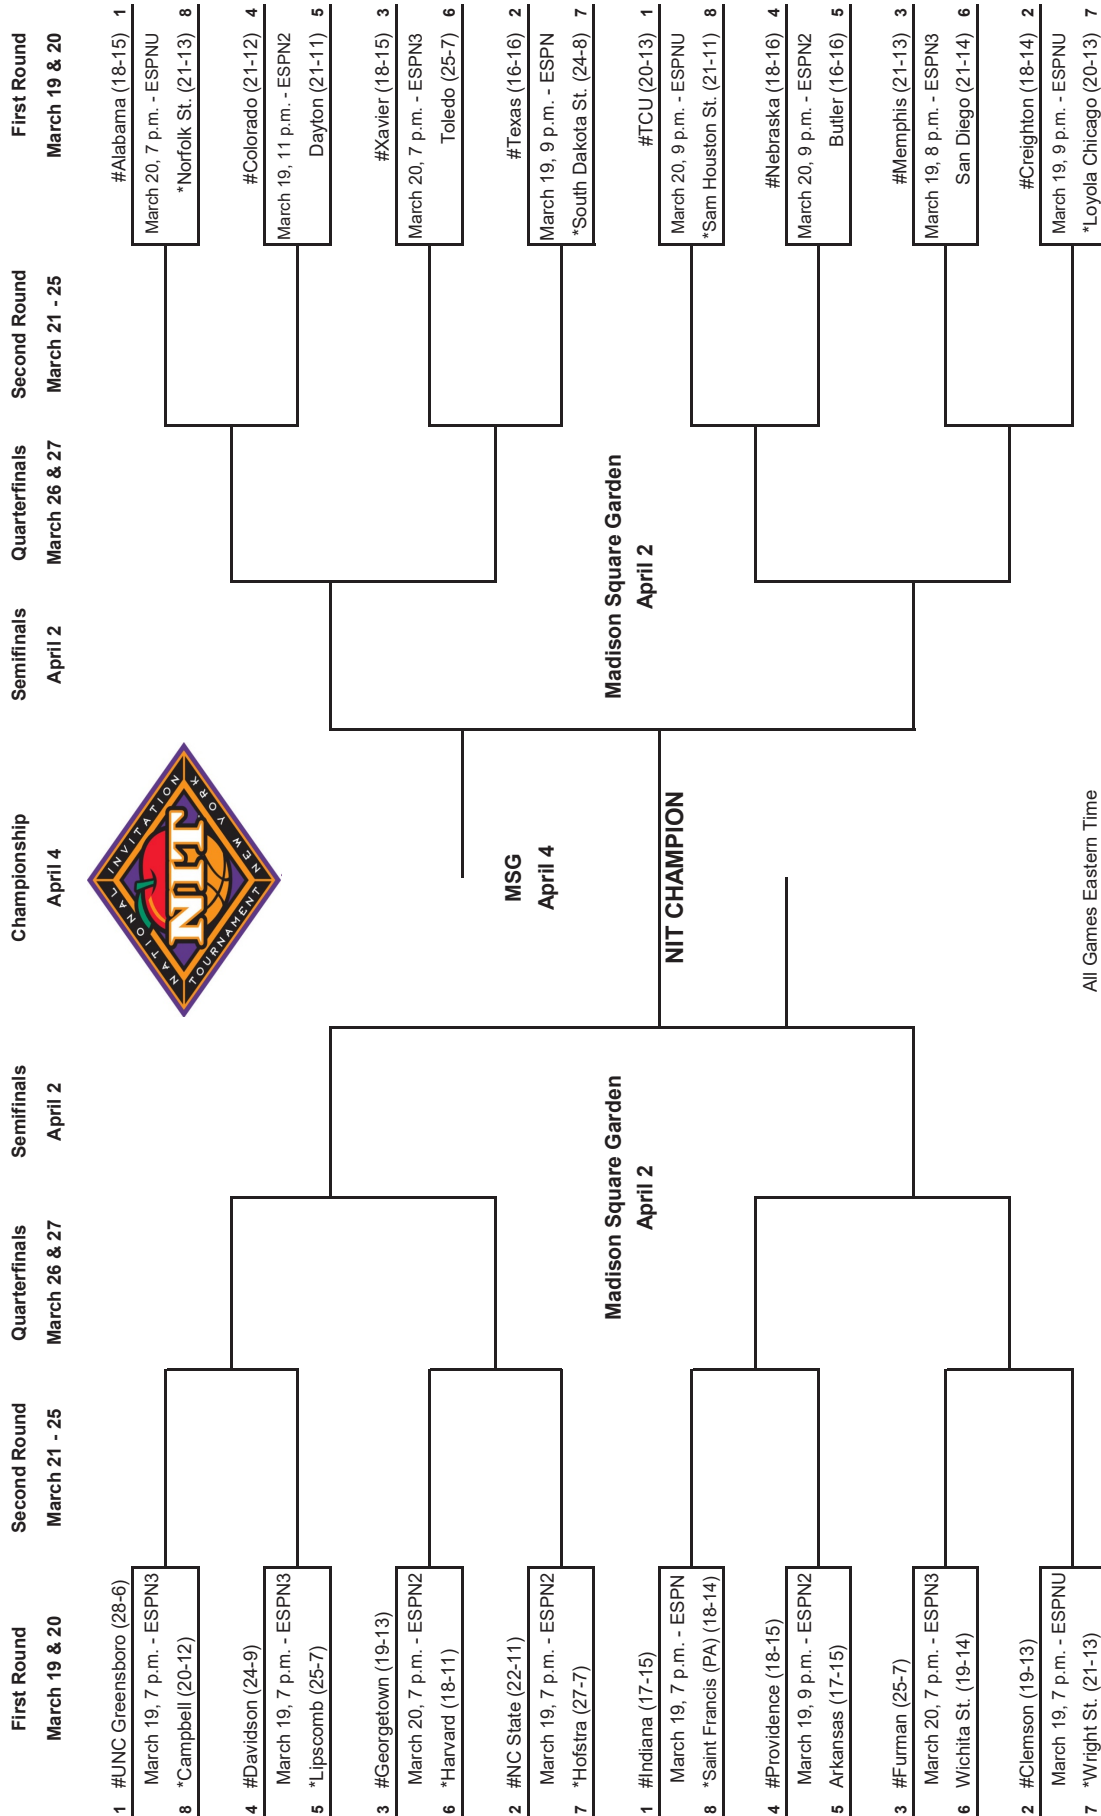 First Round
Second Round
Quarterfinals
Semifinals
Championship
Semifinals
Quarterfinals
Second Round
First Round
March 19 & 20
March 21 - 25
March 26 & 27
April 2
April 4
April 2
March 26 & 27
March 21 - 25
March 19 & 20
1 #UNC Greensboro (28-6)
March 19, 7 p.m. - ESPN3
8 *Campbell (20-12)
4 #Davidson (24-9)
March 19, 7 p.m. - ESPN3
5 *Lipscomb (25-7)
3 #Georgetown (19-13)
March 20, 7 p.m. - ESPN2
6 *Harvard (18-11)
2 #NC State (22-11)
March 19, 7 p.m. - ESPN2
7 *Hofstra (27-7)
1 #Indiana (17-15)
March 19, 7 p.m. - ESPN
8 *Saint Francis (PA) (18-14)
4 #Providence (18-15)
March 19, 9 p.m. - ESPN2
5 Arkansas (17-15)
3 #Furman (25-7)
March 20, 7 p.m. - ESPN3
6 Wichita St. (19-14)
2 #Clemson (19-13)
March 19, 7 p.m. - ESPNU
7 *Wright St. (21-13)
Madison Square Garden
April 2
NATIONAL INVITATION
NIT
TOURNAMENT NEW YORK
MSG
April 4
NIT CHAMPION
All Games Eastern Time
Madison Square Garden
April 2
#Alabama (18-15) 1
March 20, 7 p.m. - ESPNU
*Norfolk St. (21-13) 8
#Colorado (21-12) 4
March 19, 11 p.m. - ESPN2
Dayton (21-11) 5
#Xavier (18-15) 3
March 20, 7 p.m. - ESPN3
Toledo (25-7) 6
#Texas (16-16) 2
March 19, 9 p.m. - ESPN
*South Dakota St. (24-8) 7
#TCU (20-13) 1
March 20, 9 p.m. - ESPNU
*Sam Houston St. (21-11) 8
#Nebraska (18-16) 4
March 20, 9 p.m. - ESPN2
Butler (16-16) 5
#Memphis (21-13) 3
March 19, 8 p.m. - ESPN3
San Diego (21-14) 6
#Creighton (18-14) 2
March 19, 9 p.m. - ESPNU
*Loyola Chicago (20-13) 7